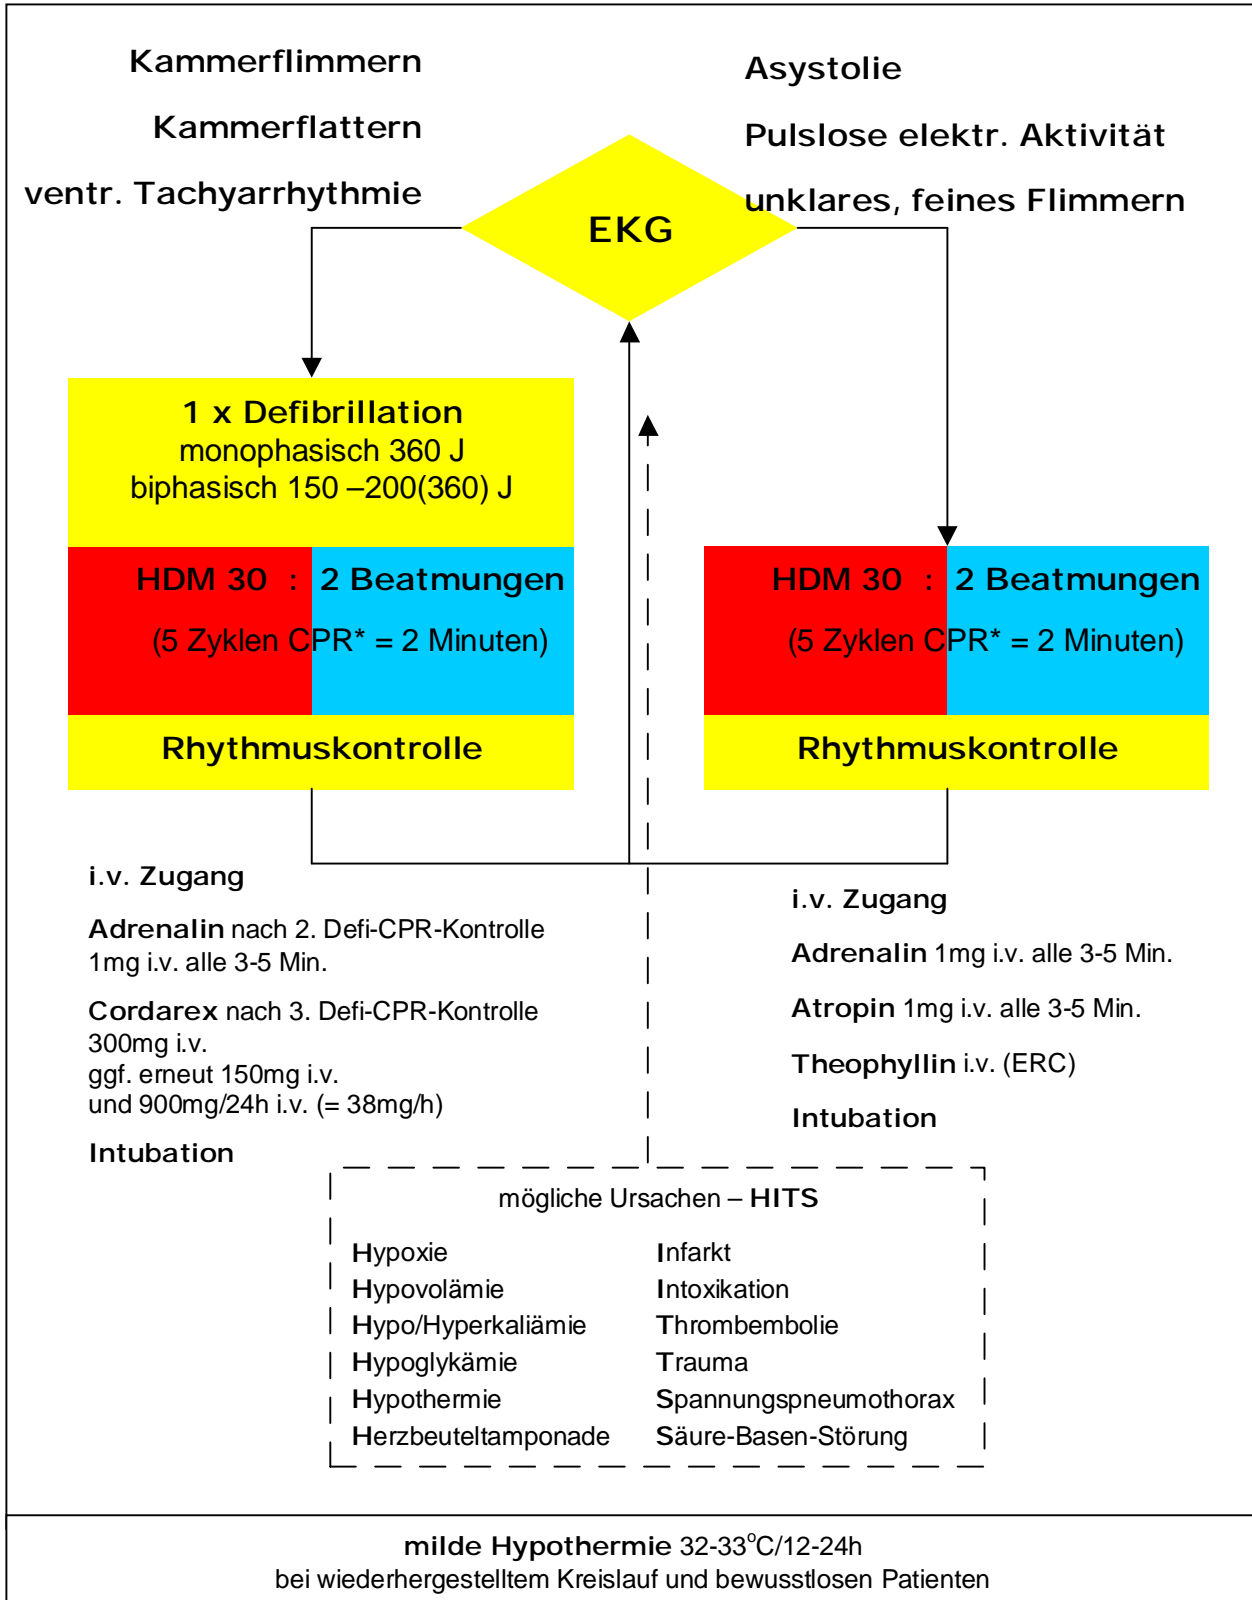 Kammerflimmern
Kammerflattern
ventr. Tachyarrhythmie
Asystolie
Pulslose elektr. Aktivität
unklares, feines Flimmern
EKG
1 x Defibrillation
monophasisch 360 J
biphasisch 150 –200(360) J
HDM 30 : 2 Beatmungen
(5 Zyklen CPR* = 2 Minuten)
Rhythmuskontrolle
HDM 30 : 2 Beatmungen
(5 Zyklen CPR* = 2 Minuten)
Rhythmuskontrolle
i.v. Zugang
Adrenalin nach 2. Defi-CPR-Kontrolle
1mg i.v. alle 3-5 Min.
Cordarex nach 3. Defi-CPR-Kontrolle
300mg i.v.
ggf. erneut 150mg i.v.
und 900mg/24h i.v. (= 38mg/h)
Intubation
i.v. Zugang
Adrenalin 1mg i.v. alle 3-5 Min.
Atropin 1mg i.v. alle 3-5 Min.
Theophyllin i.v. (ERC)
Intubation
mögliche Ursachen – HITS
Hypoxie
Hypovolämie
Hypo/Hyperkaliämie
Hypoglykämie
Hypothermie
Herzbeuteltamponade
Infarkt
Intoxikation
Thrombembolie
Trauma
Spannungspneumothorax
Säure-Basen-Störung
milde Hypothermie 32-33°C/12-24h
bei wiederhergestelltem Kreislauf und bewusstlosen Patienten